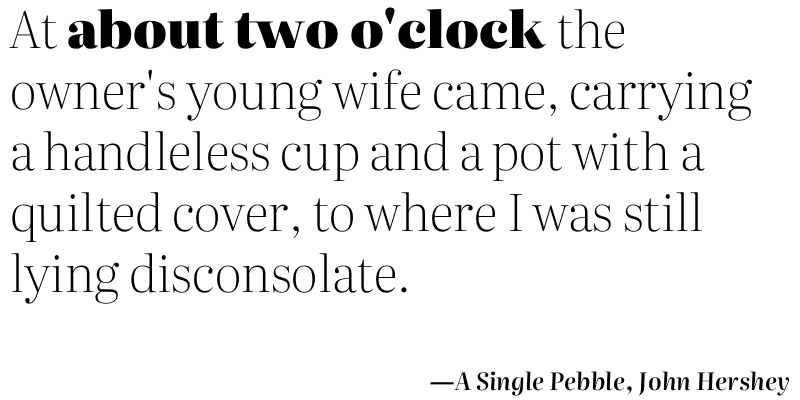 At about two o'clock the
owner's young wife came, carrying
a handleless cup and a pot with a
quilted cover, to where I was still
lying disconsolate.
—A Single Pebble, John Hershey